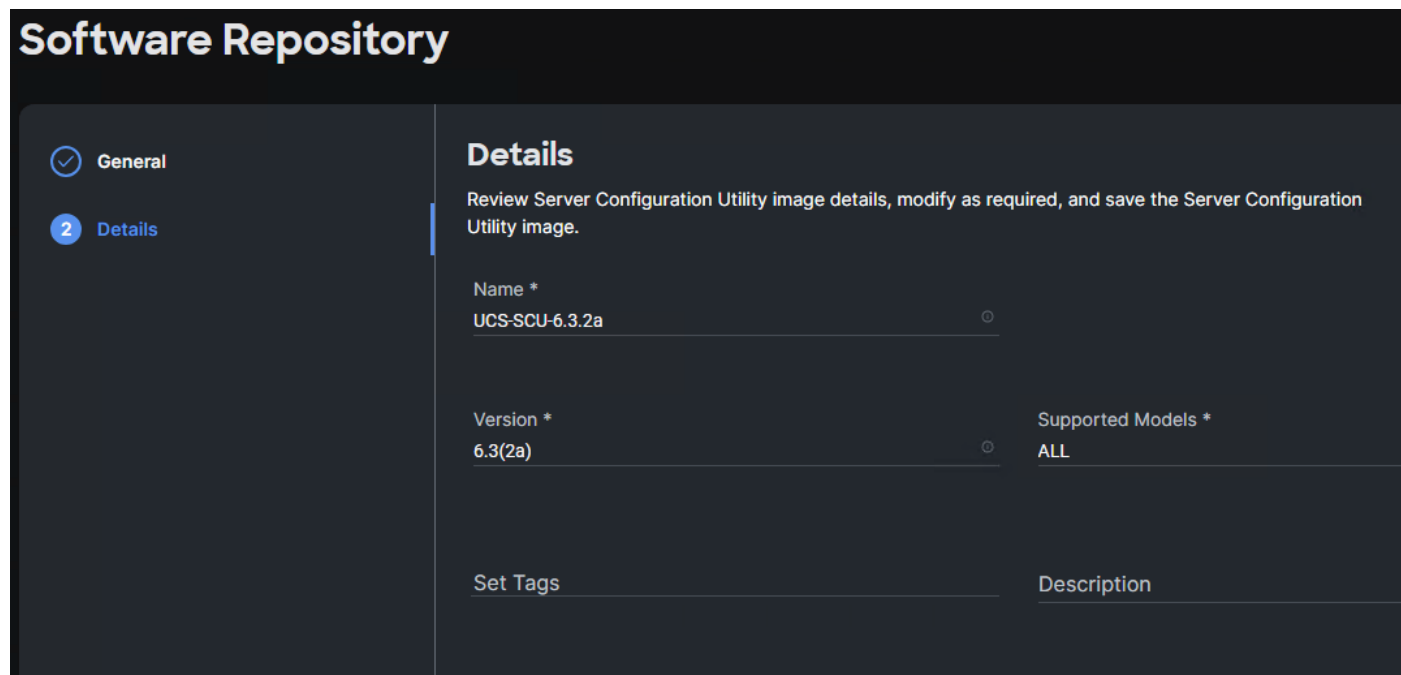 Software Repository
General
2 Details
Details
Review Server Configuration Utility image details, modify as required, and save the Server Configuration
Utility image.
Name *
UCS-SCU-6.3.2a
Version *
6.3(2a)
Supported Models *
ALL
Set Tags
Description